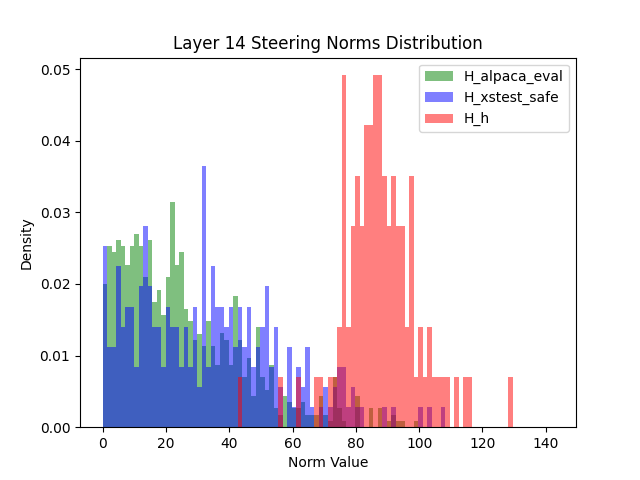 Layer 14 Steering Norms Distribution
H_alpaca_eval
H_xstest_safe
H_h
Density
0.05
0.04
0.03
0.02
0.01
0.00
0 20 40 60 80 100 120 140
Norm Value